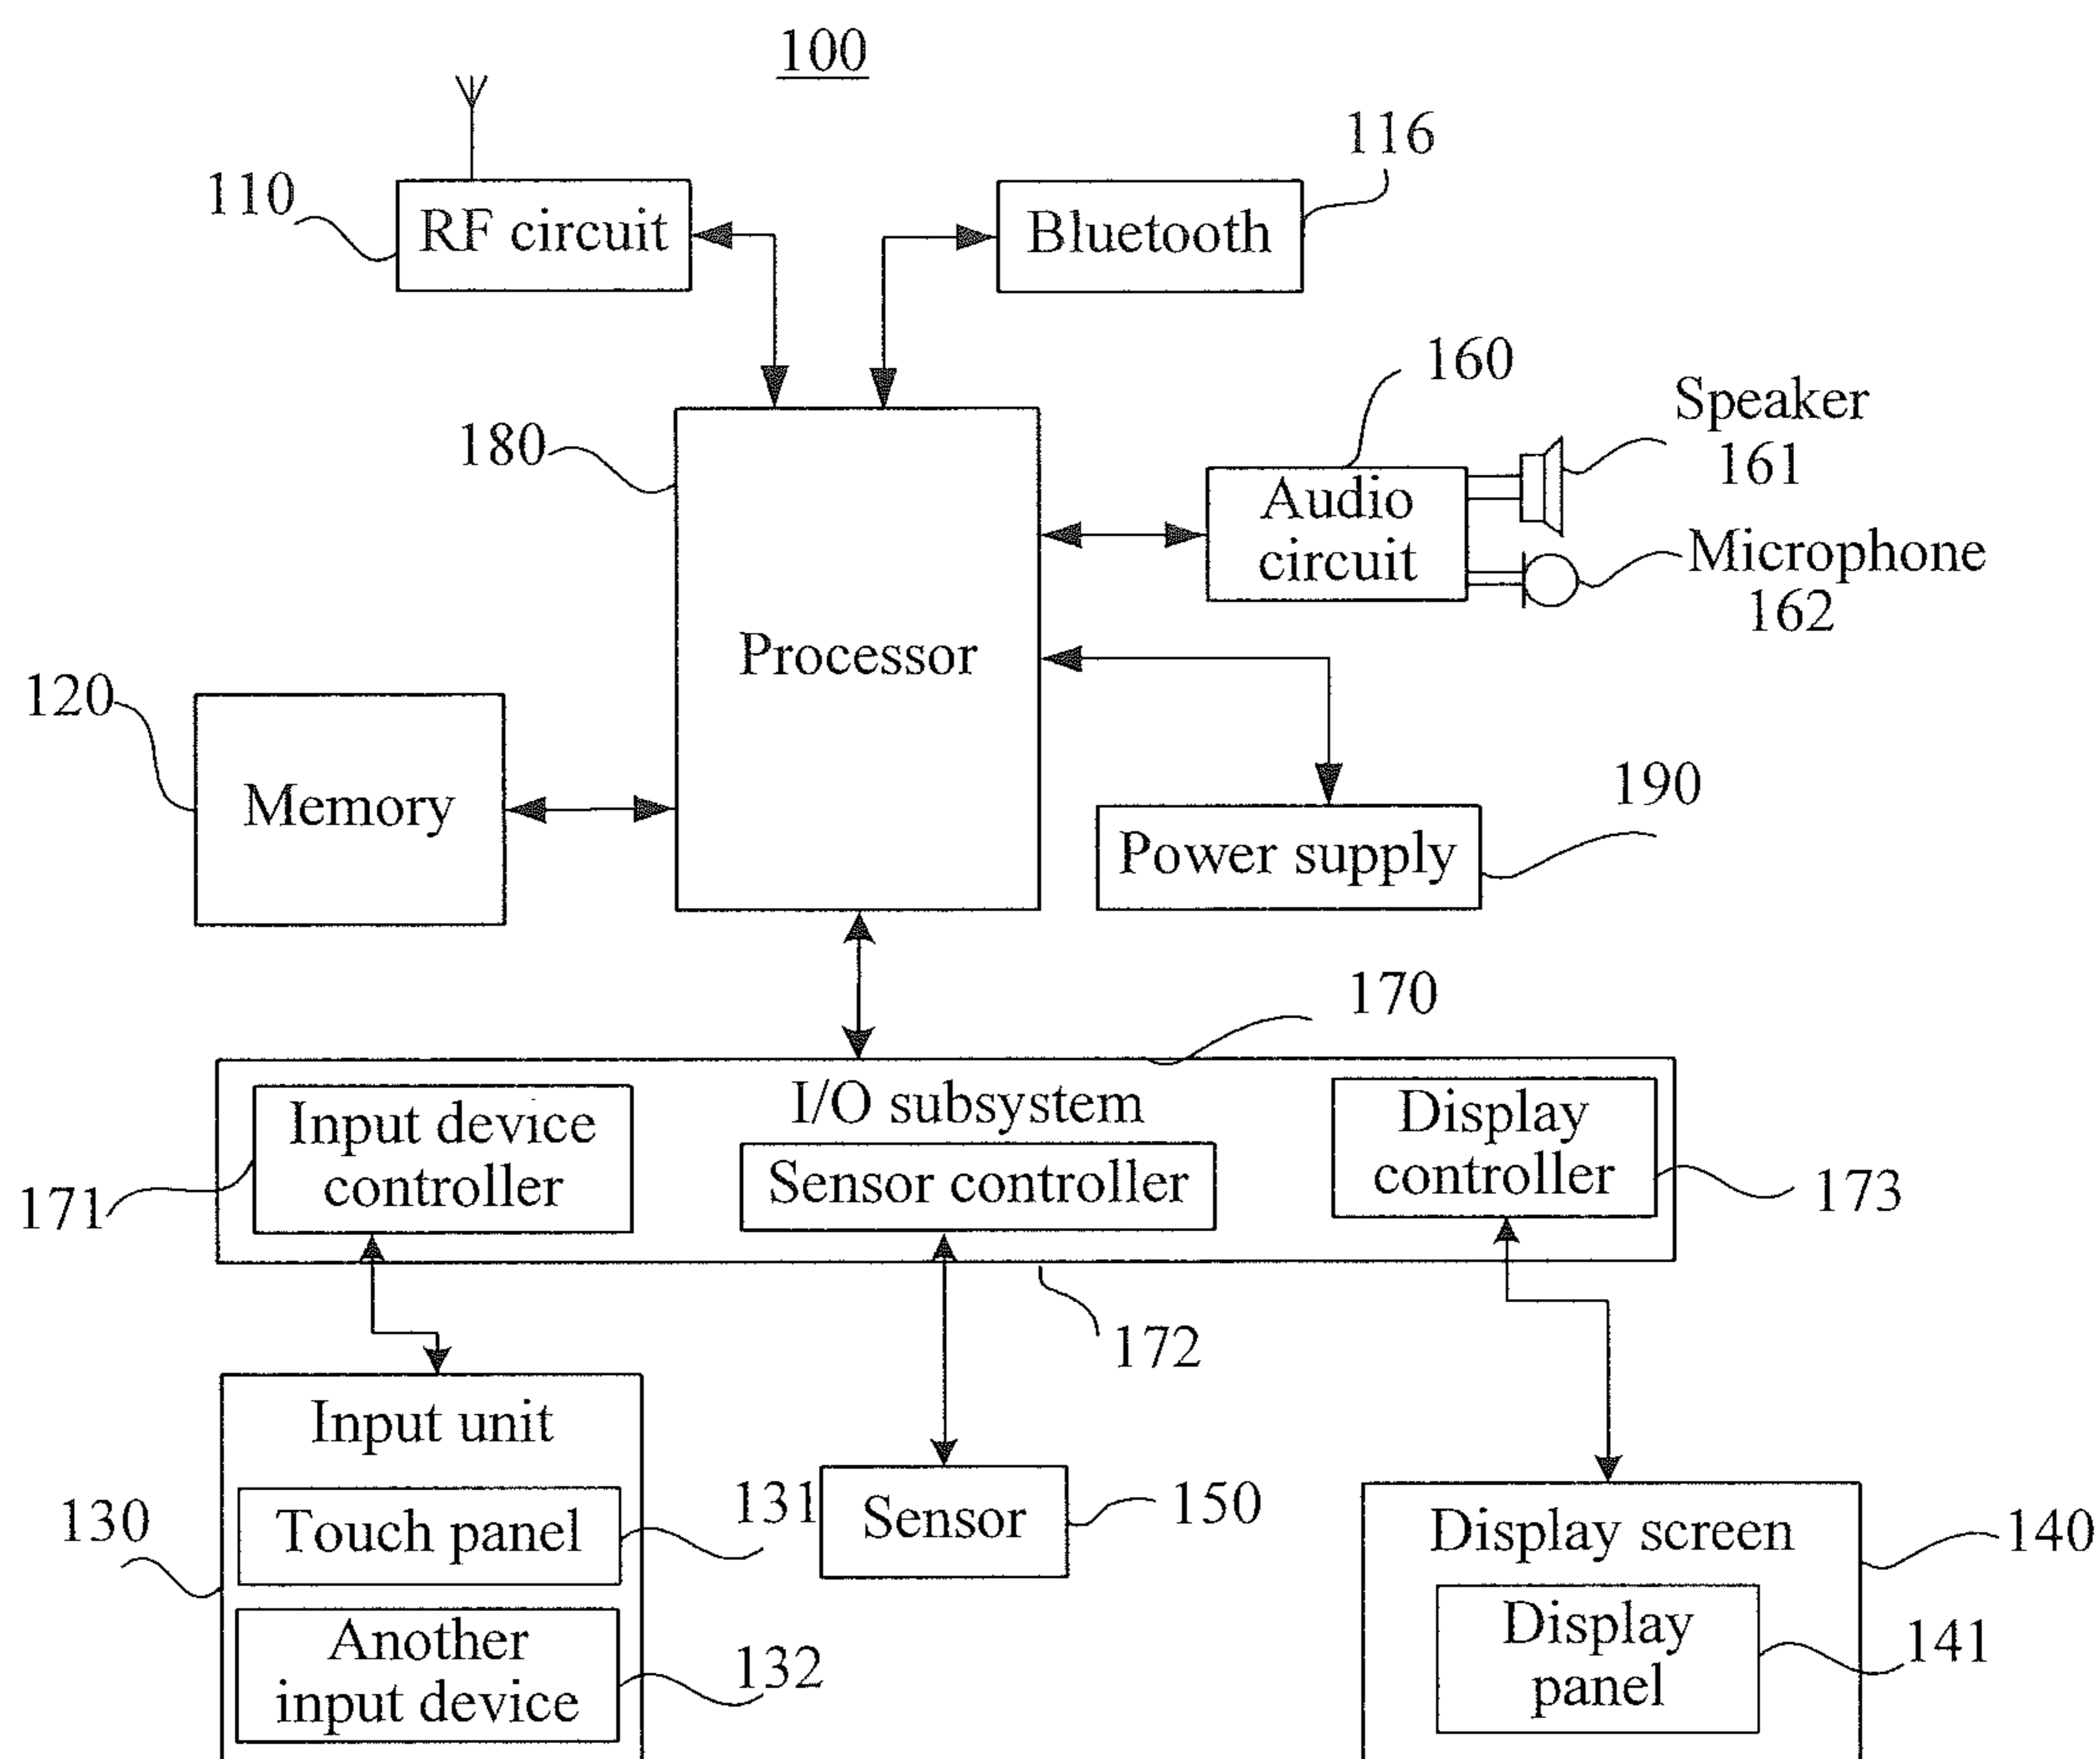 100
116
110
RF circuit
Bluetooth
160
Speaker
161
180
Audio
circuit
Microphone
162
Processor
120
Memory
190
Power supply
170
I/O subsystem
Input device
controller
Display
controller
Sensor controller
171
173
172
Input unit
130
Touch panel
131
Sensor
150
Display screen
140
Another
input device
132
Display
panel
141